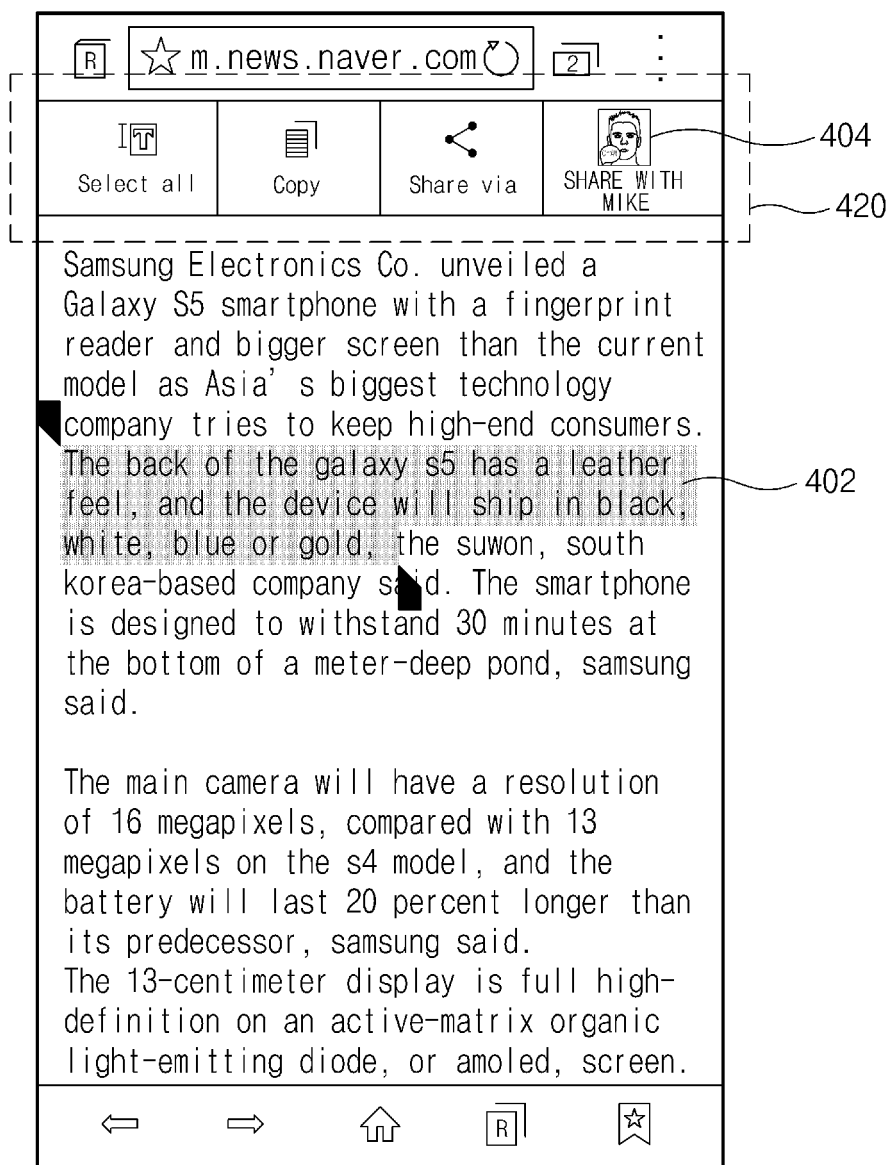 R
m.news.naver.com
2
Select all
Copy
Share via
SHARE WITH
MIKE
404
420
Samsung Electronics Co. unveiled a
Galaxy S5 smartphone with a fingerprint
reader and bigger screen than the current
model as Asia's biggest technology
company tries to keep high-end consumers.
The back of the galaxy s5 has a leather
feel, and the device will ship in black,
white, blue or gold, the suwon, south
korea-based company said. The smartphone
is designed to withstand 30 minutes at
the bottom of a meter-deep pond, samsung
said.
402
The main camera will have a resolution
of 16 megapixels, compared with 13
megapixels on the s4 model, and the
battery will last 20 percent longer than
its predecessor, samsung said.
The 13-centimeter display is full high-
definition on an active-matrix organic
light-emitting diode, or amoled, screen.
R